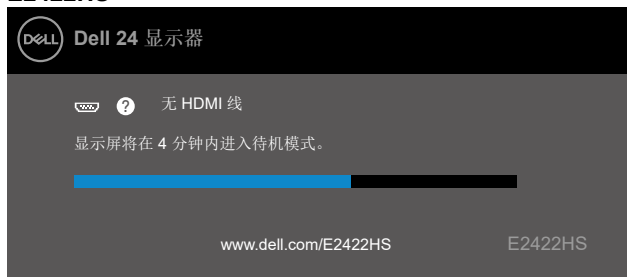 E2422HS
DELL Dell 24 显示器
? 无 HDMI 线
显示屏将在 4 分钟内进入待机模式。
www.dell.com/E2422HS E2422HS